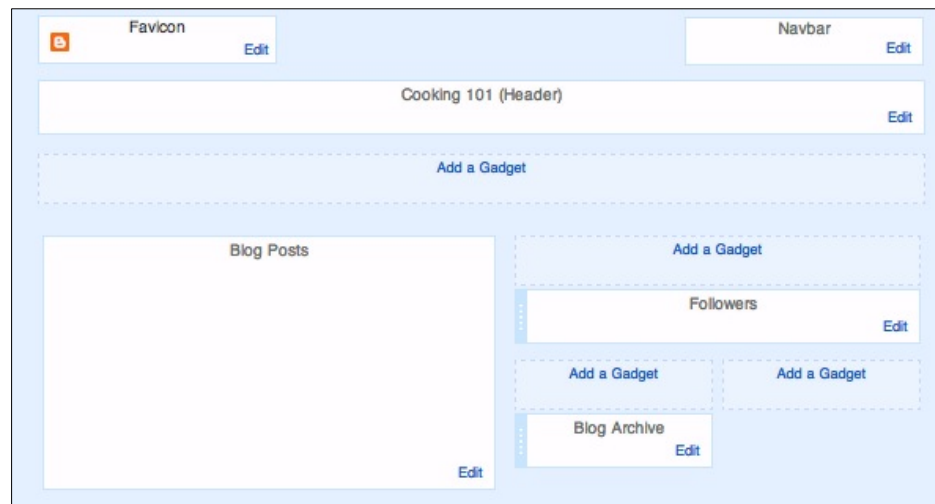 Favicon
Edit
Navbar
Edit
Cooking 101 (Header)
Edit
Add a Gadget
Blog Posts
Edit
Add a Gadget
Followers
Edit
Add a Gadget
Add a Gadget
Blog Archive
Edit